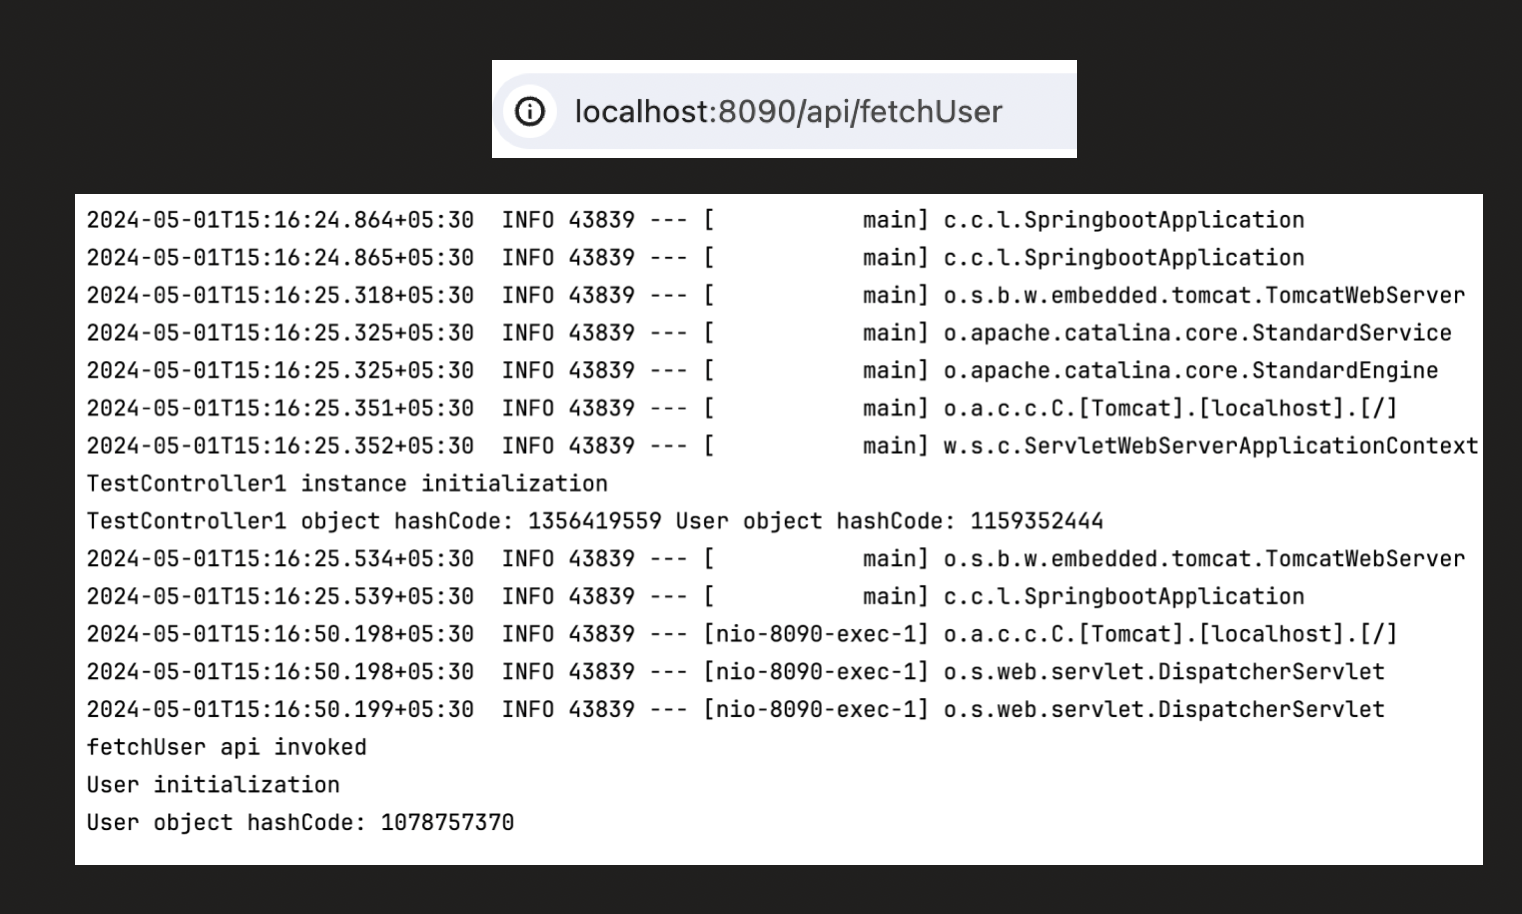 localhost:8090/api/fetchUser
2024-05-01T15:16:24.864+05:30  INFO 43839 --- [           main] c.c.l.SpringbootApplication
2024-05-01T15:16:24.865+05:30  INFO 43839 --- [           main] c.c.l.SpringbootApplication
2024-05-01T15:16:25.318+05:30  INFO 43839 --- [           main] o.s.b.w.embedded.tomcat.TomcatWebServer
2024-05-01T15:16:25.325+05:30  INFO 43839 --- [           main] o.apache.catalina.core.StandardService
2024-05-01T15:16:25.325+05:30  INFO 43839 --- [           main] o.apache.catalina.core.StandardEngine
2024-05-01T15:16:25.351+05:30  INFO 43839 --- [           main] o.a.c.c.C.[Tomcat].[localhost].[/]
2024-05-01T15:16:25.352+05:30  INFO 43839 --- [           main] w.s.c.ServletWebServerApplicationContext
TestController1 instance initialization
TestController1 object hashCode: 1356419559 User object hashCode: 1159352444
2024-05-01T15:16:25.534+05:30  INFO 43839 --- [           main] o.s.b.w.embedded.tomcat.TomcatWebServer
2024-05-01T15:16:25.539+05:30  INFO 43839 --- [           main] c.c.l.SpringbootApplication
2024-05-01T15:16:50.198+05:30  INFO 43839 --- [nio-8090-exec-1] o.a.c.c.C.[Tomcat].[localhost].[/]
2024-05-01T15:16:50.198+05:30  INFO 43839 --- [nio-8090-exec-1] o.s.web.servlet.DispatcherServlet
2024-05-01T15:16:50.199+05:30  INFO 43839 --- [nio-8090-exec-1] o.s.web.servlet.DispatcherServlet
fetchUser api invoked
User initialization
User object hashCode: 1078757370